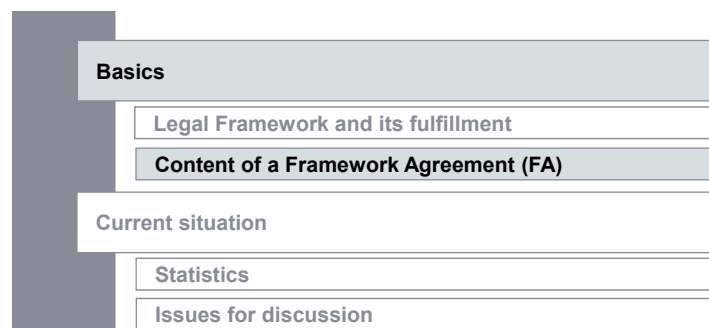 Basics
Legal Framework and its fulfillment
Content of a Framework Agreement (FA)
Current situation
Statistics
Issues for discussion